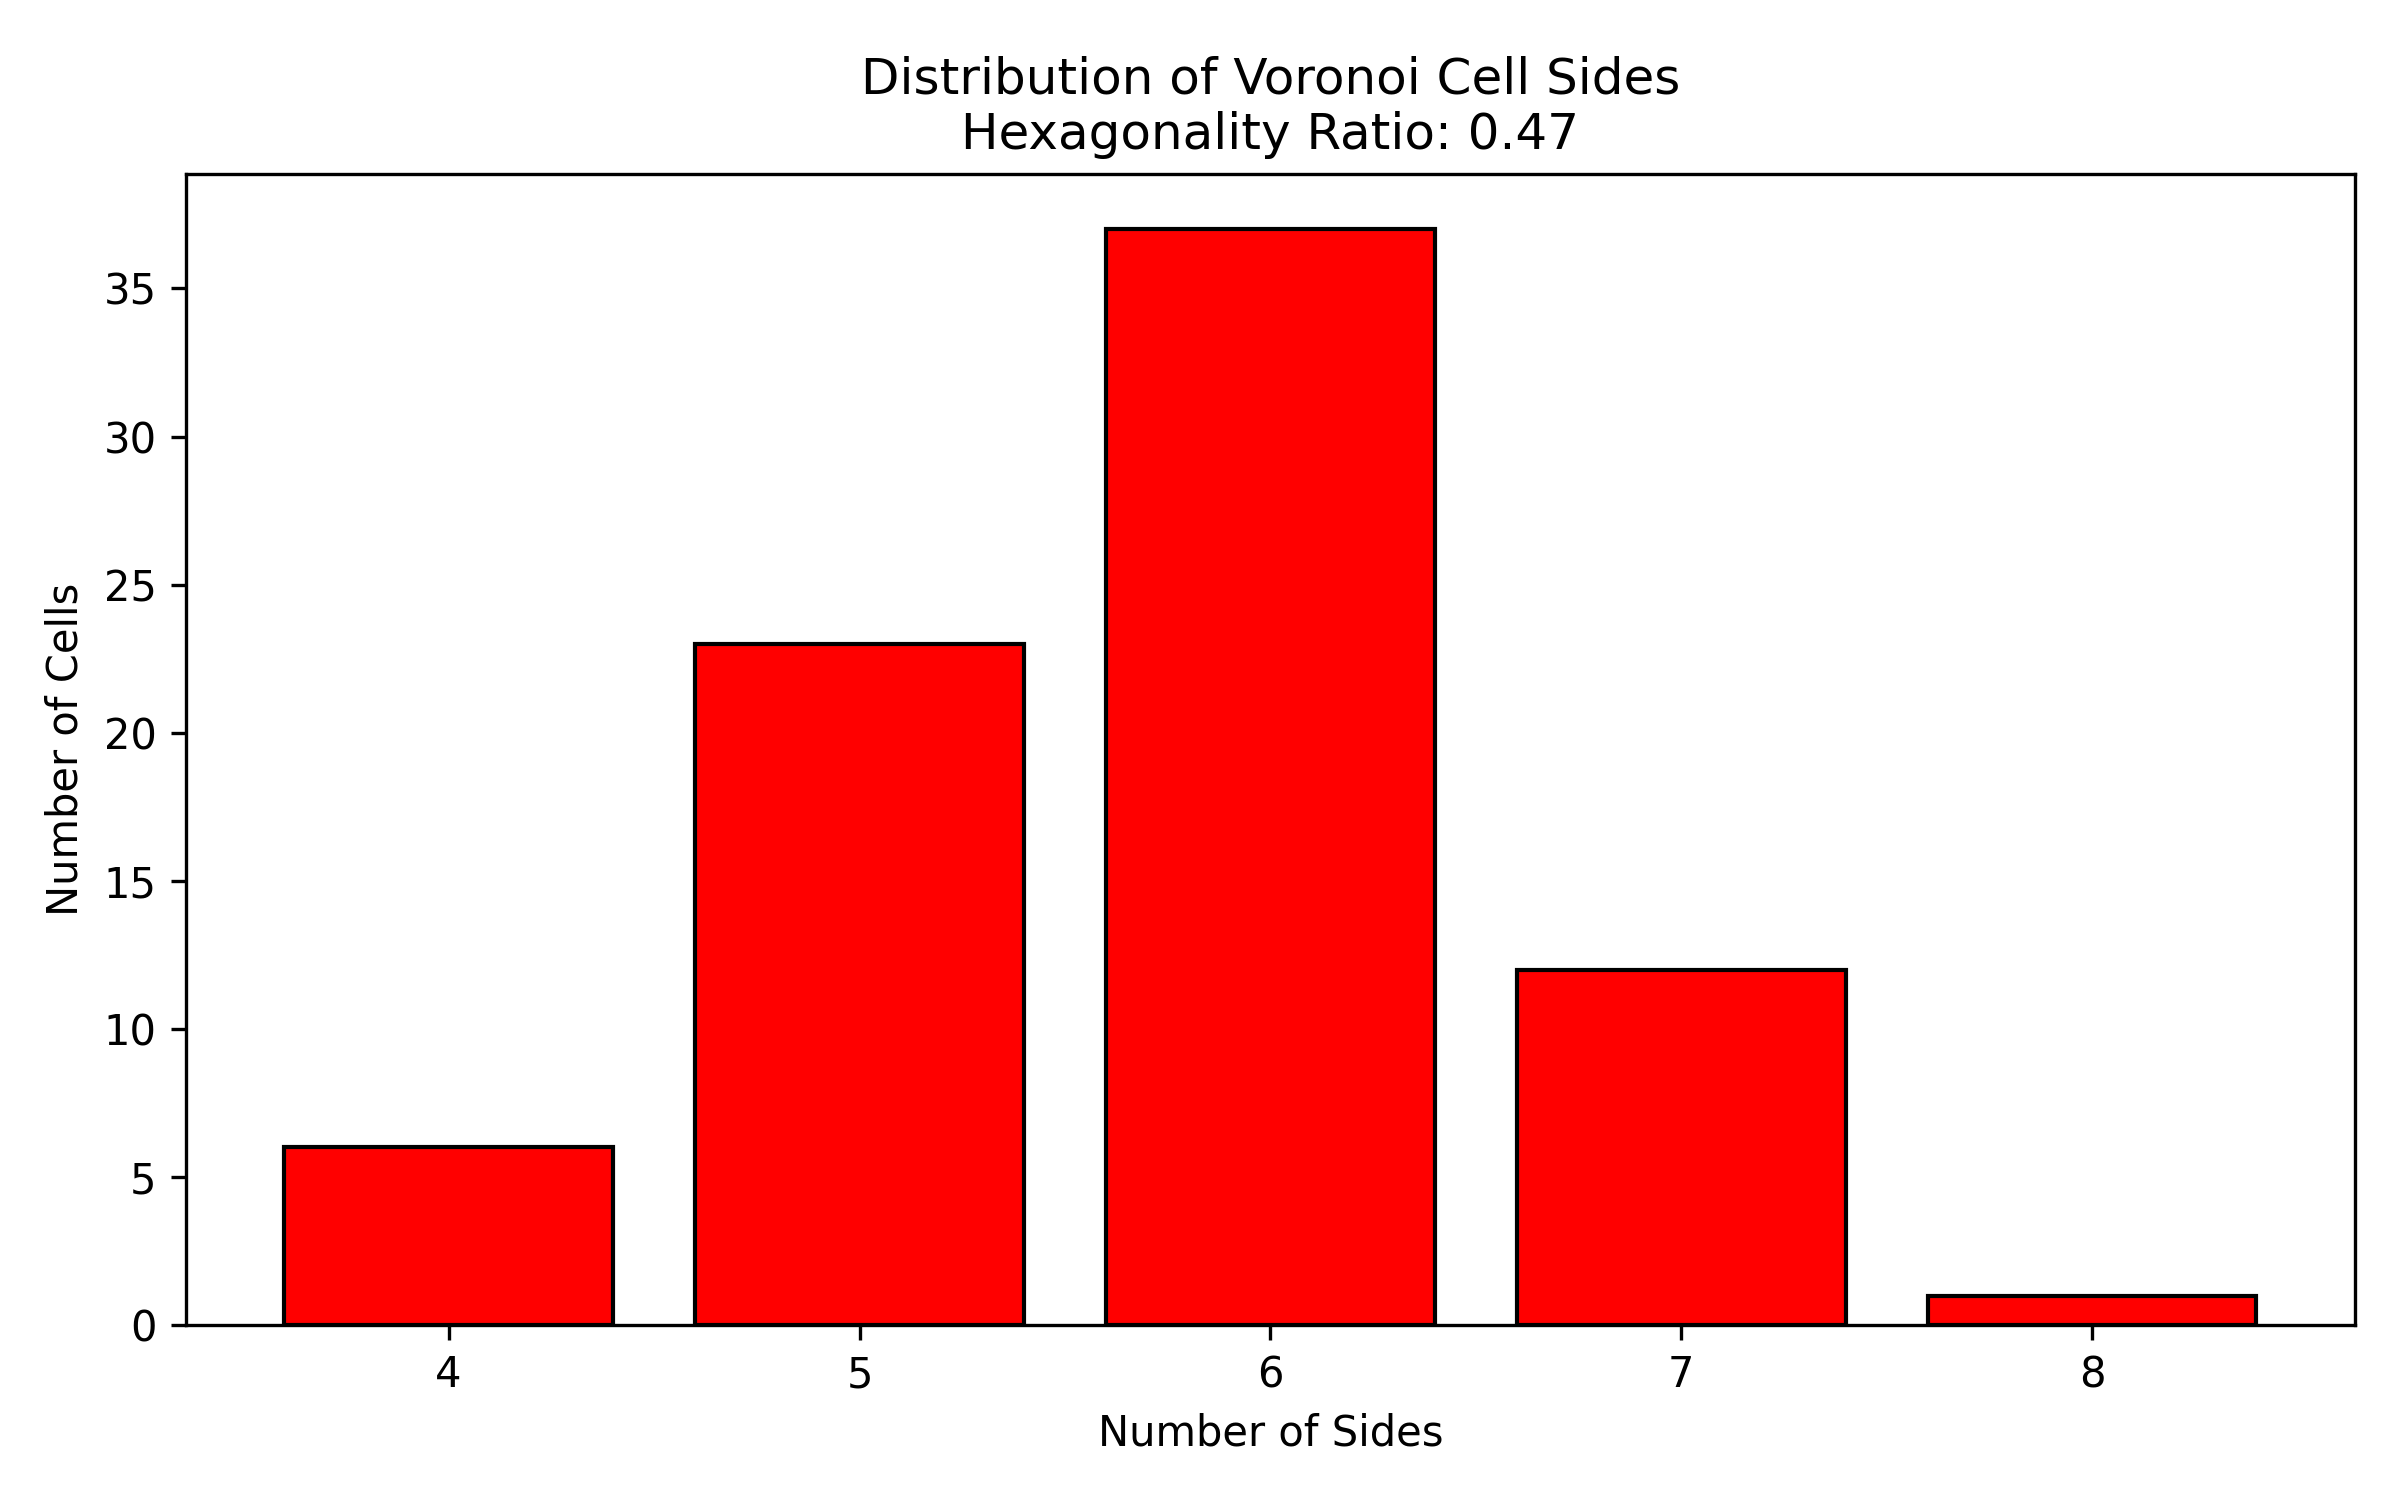 Distribution of Voronoi Cell Sides
Hexagonality Ratio: 0.47
Number of Cells
35
30
25
20
15
10
5
0
4 5 6 7 8
Number of Sides